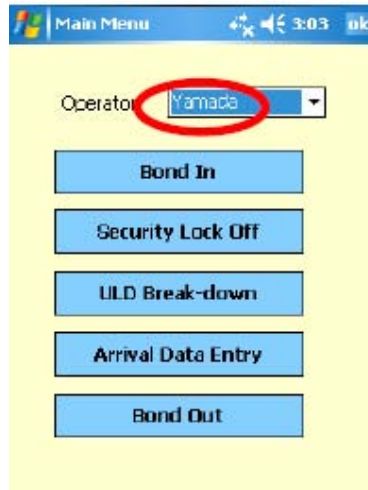 Main Menu 3:03 ok
Operator Yamada
Bond In
Security Lock Off
ULD Break-down
Arrival Data Entry
Bond Out